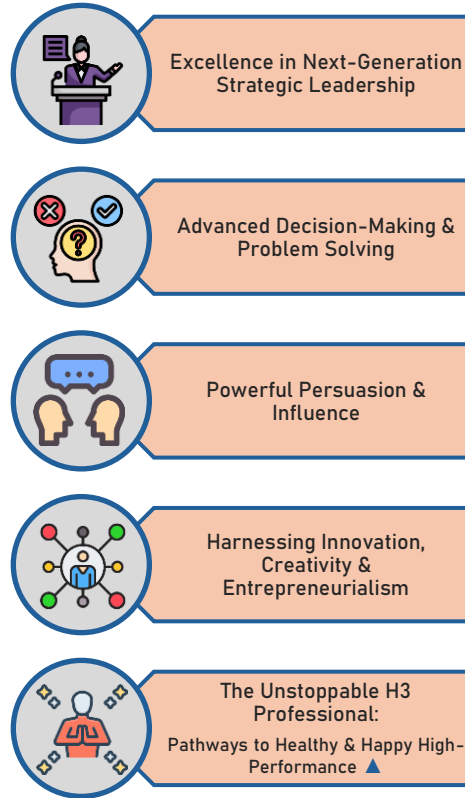 Excellence in Next-Generation
Strategic Leadership
Advanced Decision-Making &
Problem Solving
Powerful Persuasion &
Influence
Harnessing Innovation,
Creativity &
Entrepreneurialism
The Unstoppable H3
Professional:
Pathways to Healthy & Happy High-
Performance